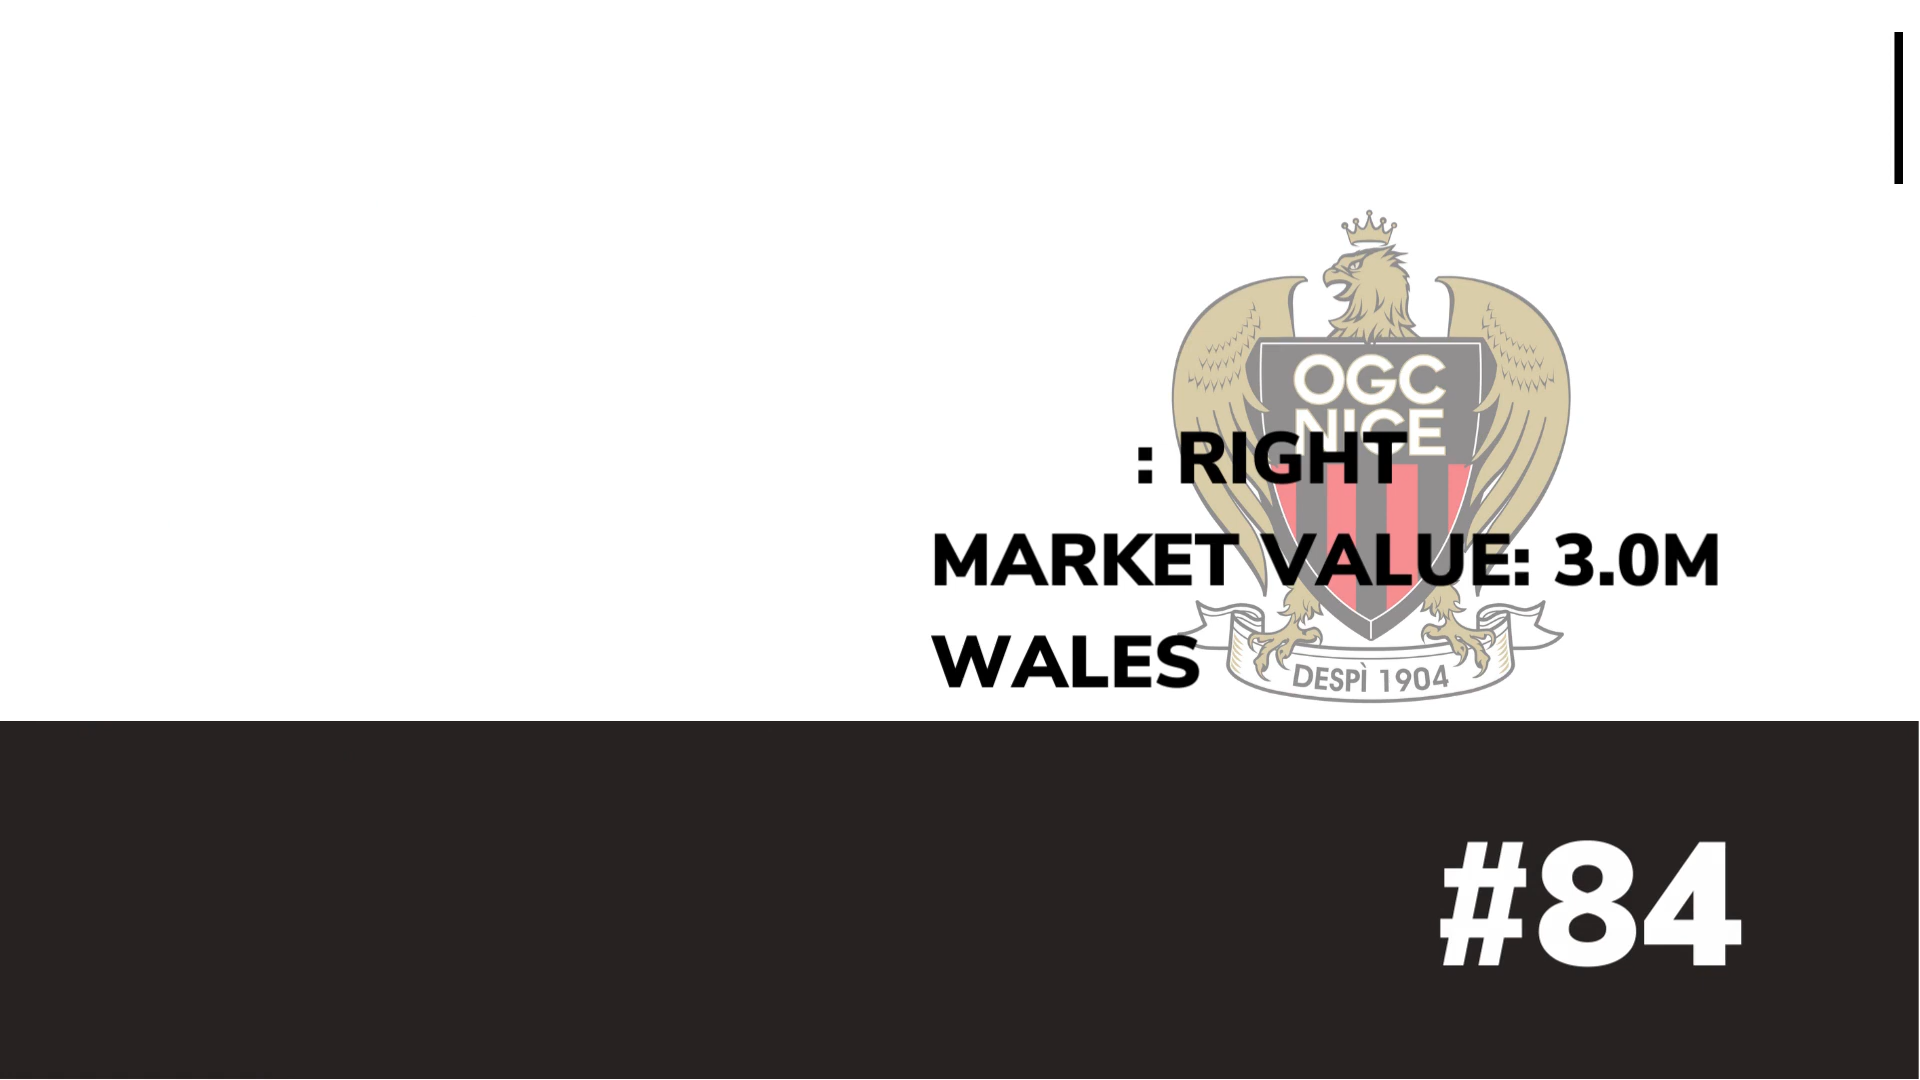 OGC
NICE
: RIGHT
MARKET VALUE: 3.0M
WALES
DESPÌ 1904
#84